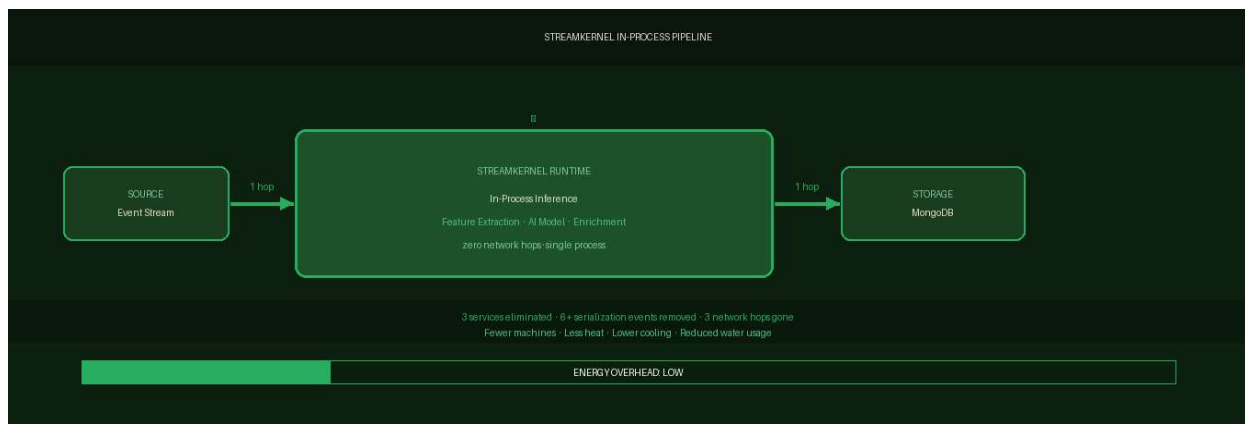 STREAMKERNEL IN-PROCESS PIPELINE
SOURCE
Event Stream
1 hop
STREAMKERNEL RUNTIME
In-Process Inference
Feature Extraction · AI Model · Enrichment
zero network hops · single process
1 hop
STORAGE
MongoDB
3 services eliminated · 6+ serialization events removed · 3 network hops gone
Fewer machines · Less heat · Lower cooling · Reduced water usage
ENERGY OVERHEAD: LOW